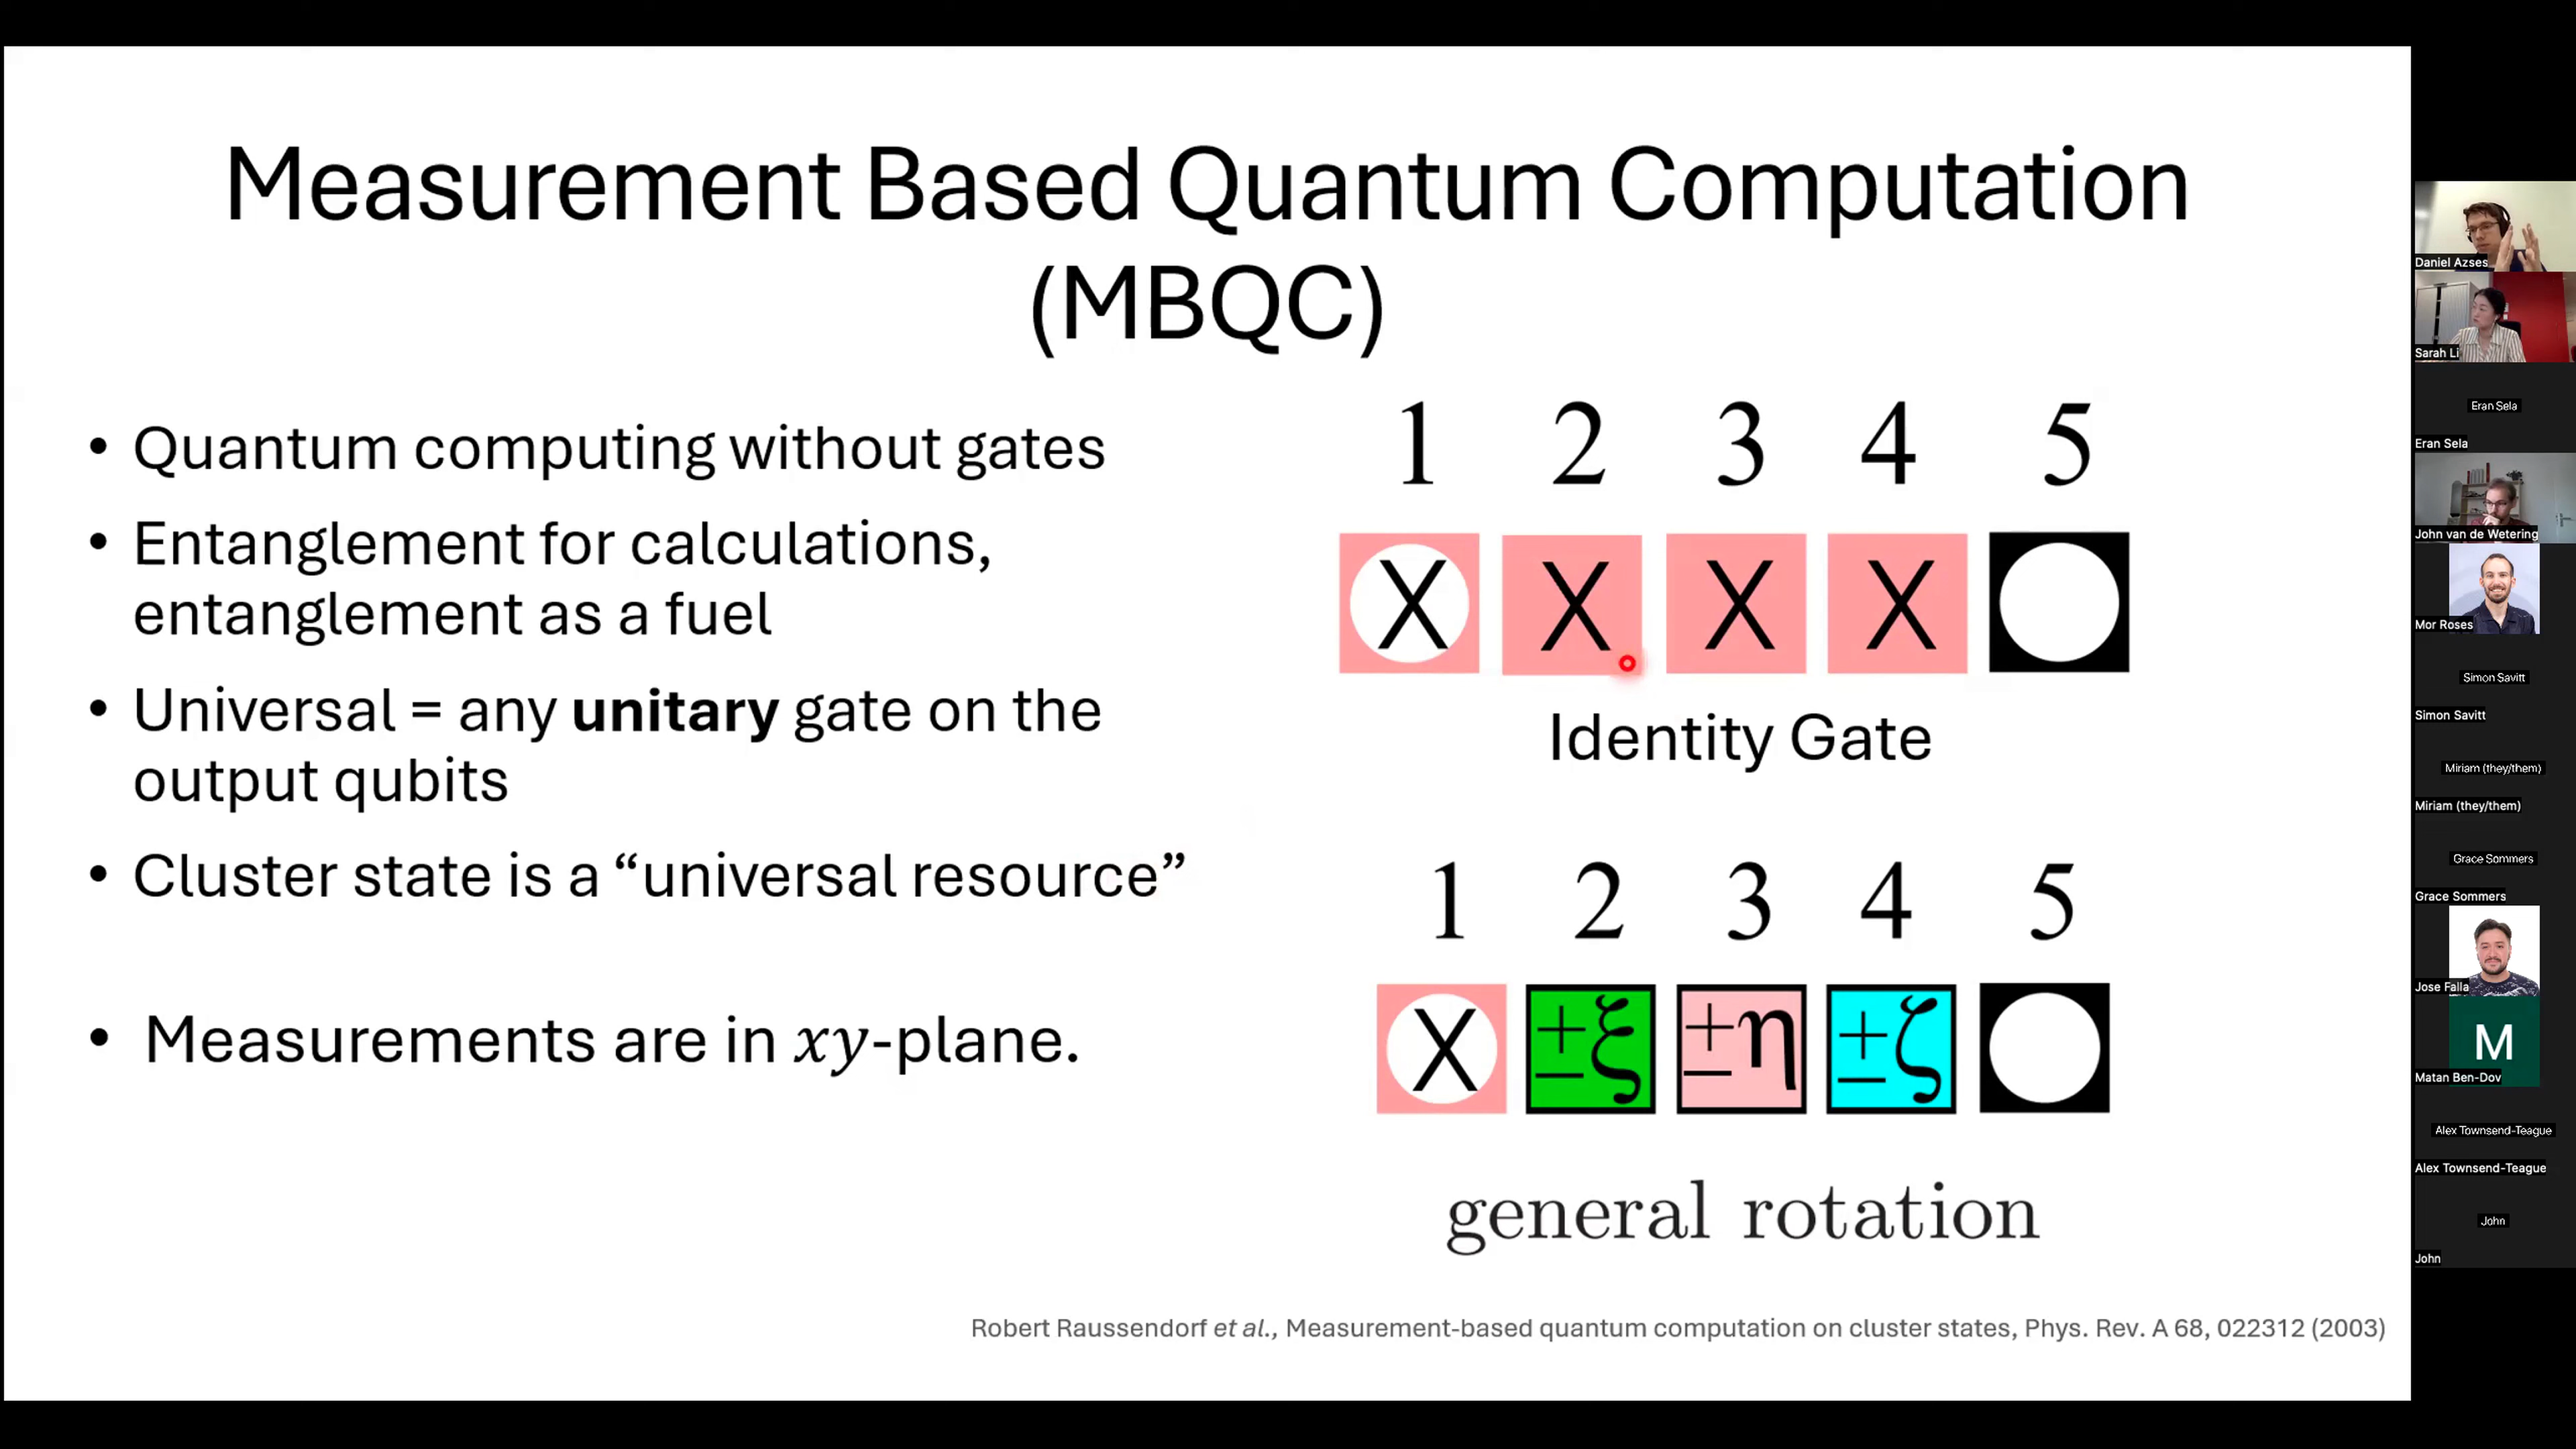 Measurement Based Quantum Computation
(MBQC)
• Quantum computing without gates
• Entanglement for calculations,
entanglement as a fuel
• Universal = any unitary gate on the
output qubits
• Cluster state is a “universal resource”
• Measurements are in xy-plane.
1 2 3 4 5
X X X X
Identity Gate
1 2 3 4 5
X ±ξ ±η ±ζ
general rotation
Robert Raussendorf et al., Measurement-based quantum computation on cluster states, Phys. Rev. A 68, 022312 (2003)
Daniel Azses
Sarah Li
Eran Sela
Eran Sela
John van de Wetering
Mor Roses
Simon Savitt
Simon Savitt
Miriam (they/them)
Miriam (they/them)
Grace Sommers
Grace Sommers
Jose Falla
M
Matan Ben-Dov
Alex Townsend-Teague
Alex Townsend-Teague
John
John